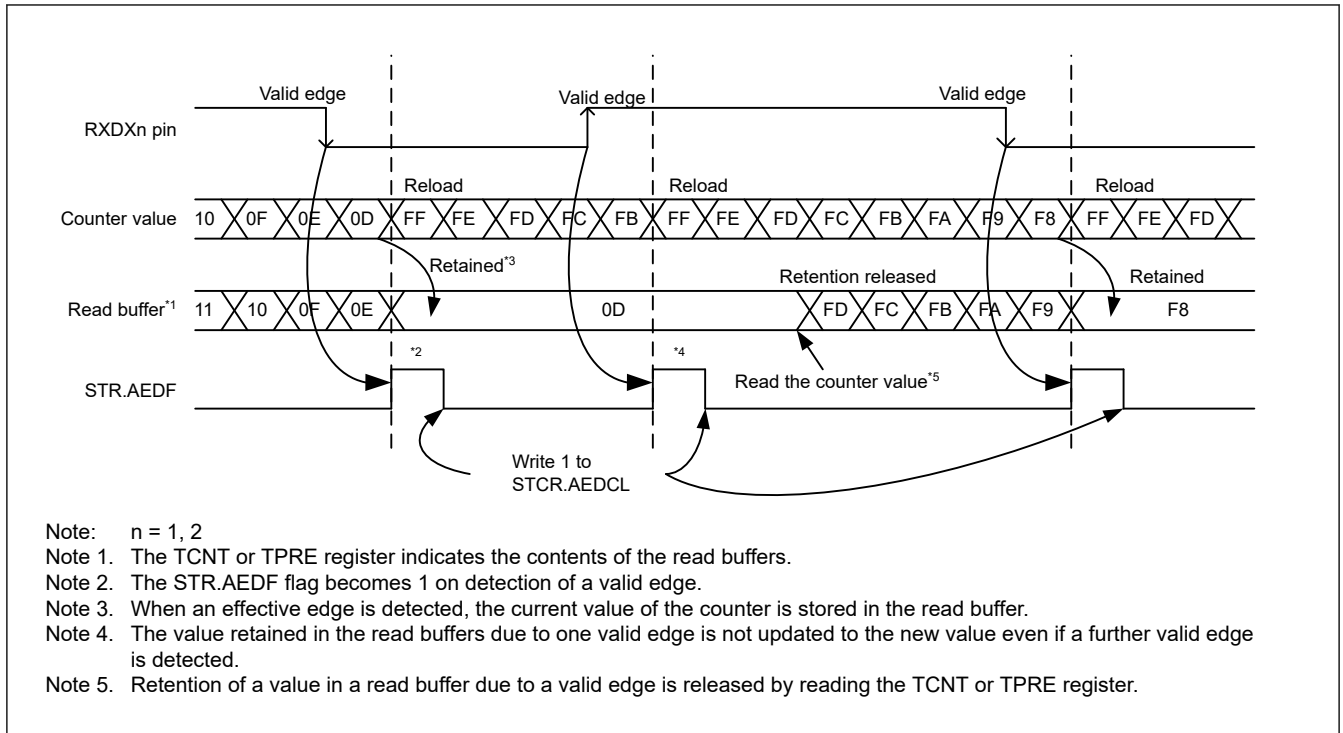 Valid edge
Valid edge
Valid edge
RXDXn pin
Reload
Reload
Reload
Counter value 10 0F 0E 0D FF FE FD FC FB FF FE FD FC FB FA F9 F8 FF FE FD
Retained*3
Retention released
Retained
Read buffer*1 11 10 0F 0E 0D FD FC FB FA F9 F8
*2
*4
Read the counter value*5
STR.AEDF
Write 1 to
STCR.AEDCL
Note: n = 1, 2
Note 1. The TCNT or TPRE register indicates the contents of the read buffers.
Note 2. The STR.AEDF flag becomes 1 on detection of a valid edge.
Note 3. When an effective edge is detected, the current value of the counter is stored in the read buffer.
Note 4. The value retained in the read buffers due to one valid edge is not updated to the new value even if a further valid edge
is detected.
Note 5. Retention of a value in a read buffer due to a valid edge is released by reading the TCNT or TPRE register.